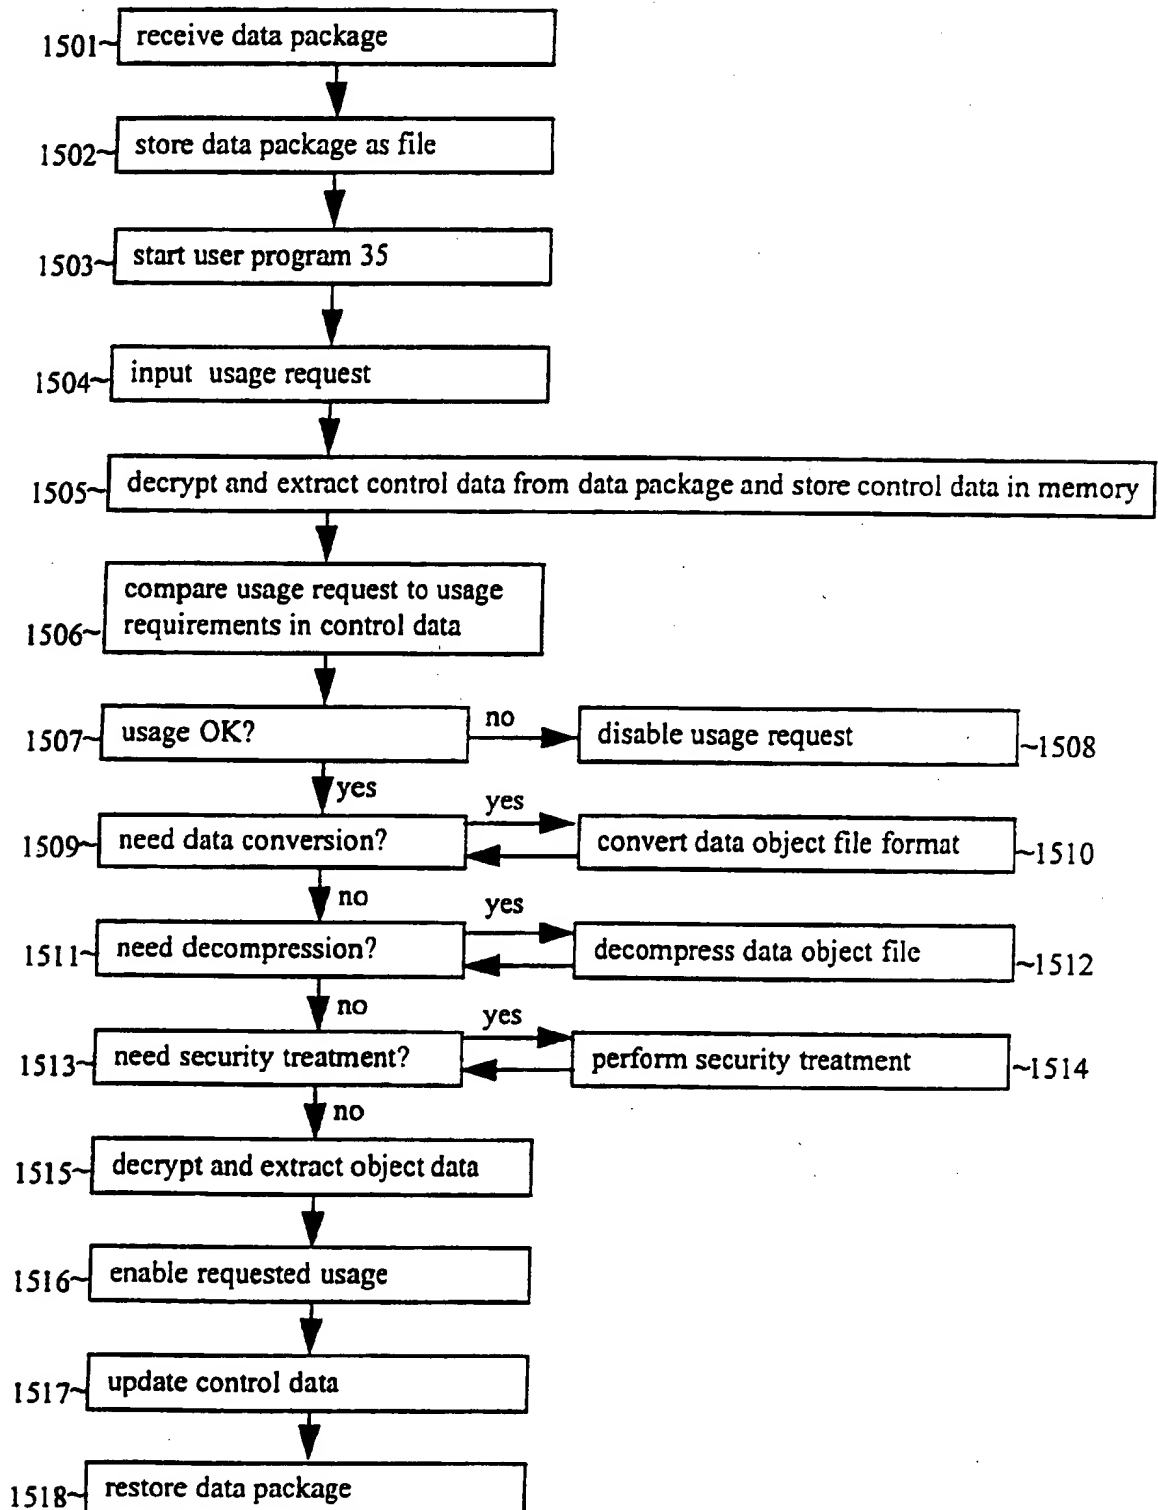 1501~ receive data package
1502~ store data package as file
1503~ start user program 35
1504~ input usage request
1505~ decrypt and extract control data from data package and store control data in memory
compare usage request to usage
1506~ requirements in control data
1507~ usage OK? no disable usage request ~1508
yes
1509~ need data conversion? yes convert data object file format ~1510
no
1511~ need decompression? yes decompress data object file ~1512
no
1513~ need security treatment? yes perform security treatment ~1514
no
1515~ decrypt and extract object data
1516~ enable requested usage
1517~ update control data
1518~ restore data package